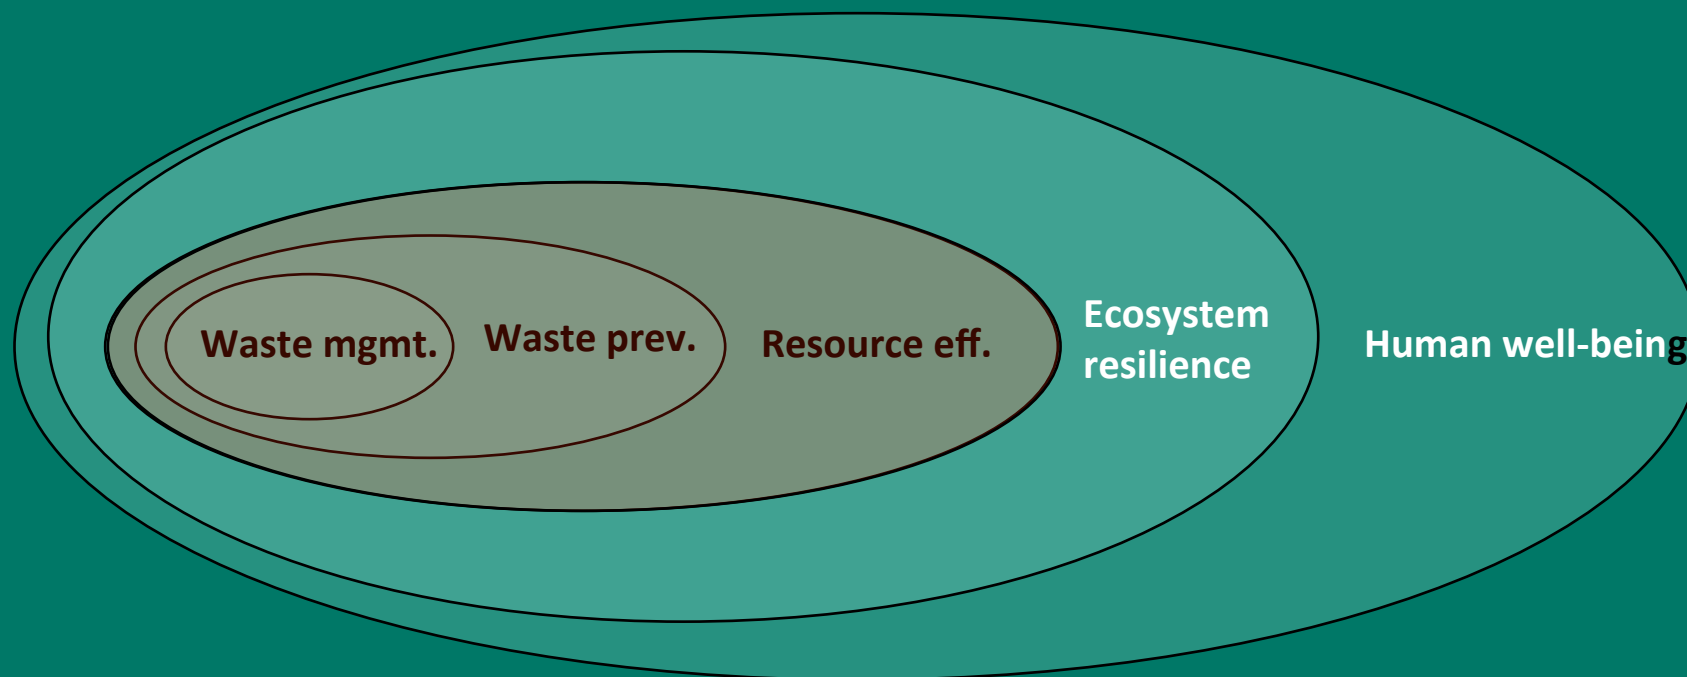 Waste mgmt.
Waste prev.
Resource eff.
Ecosystem
resilience
Human well-being